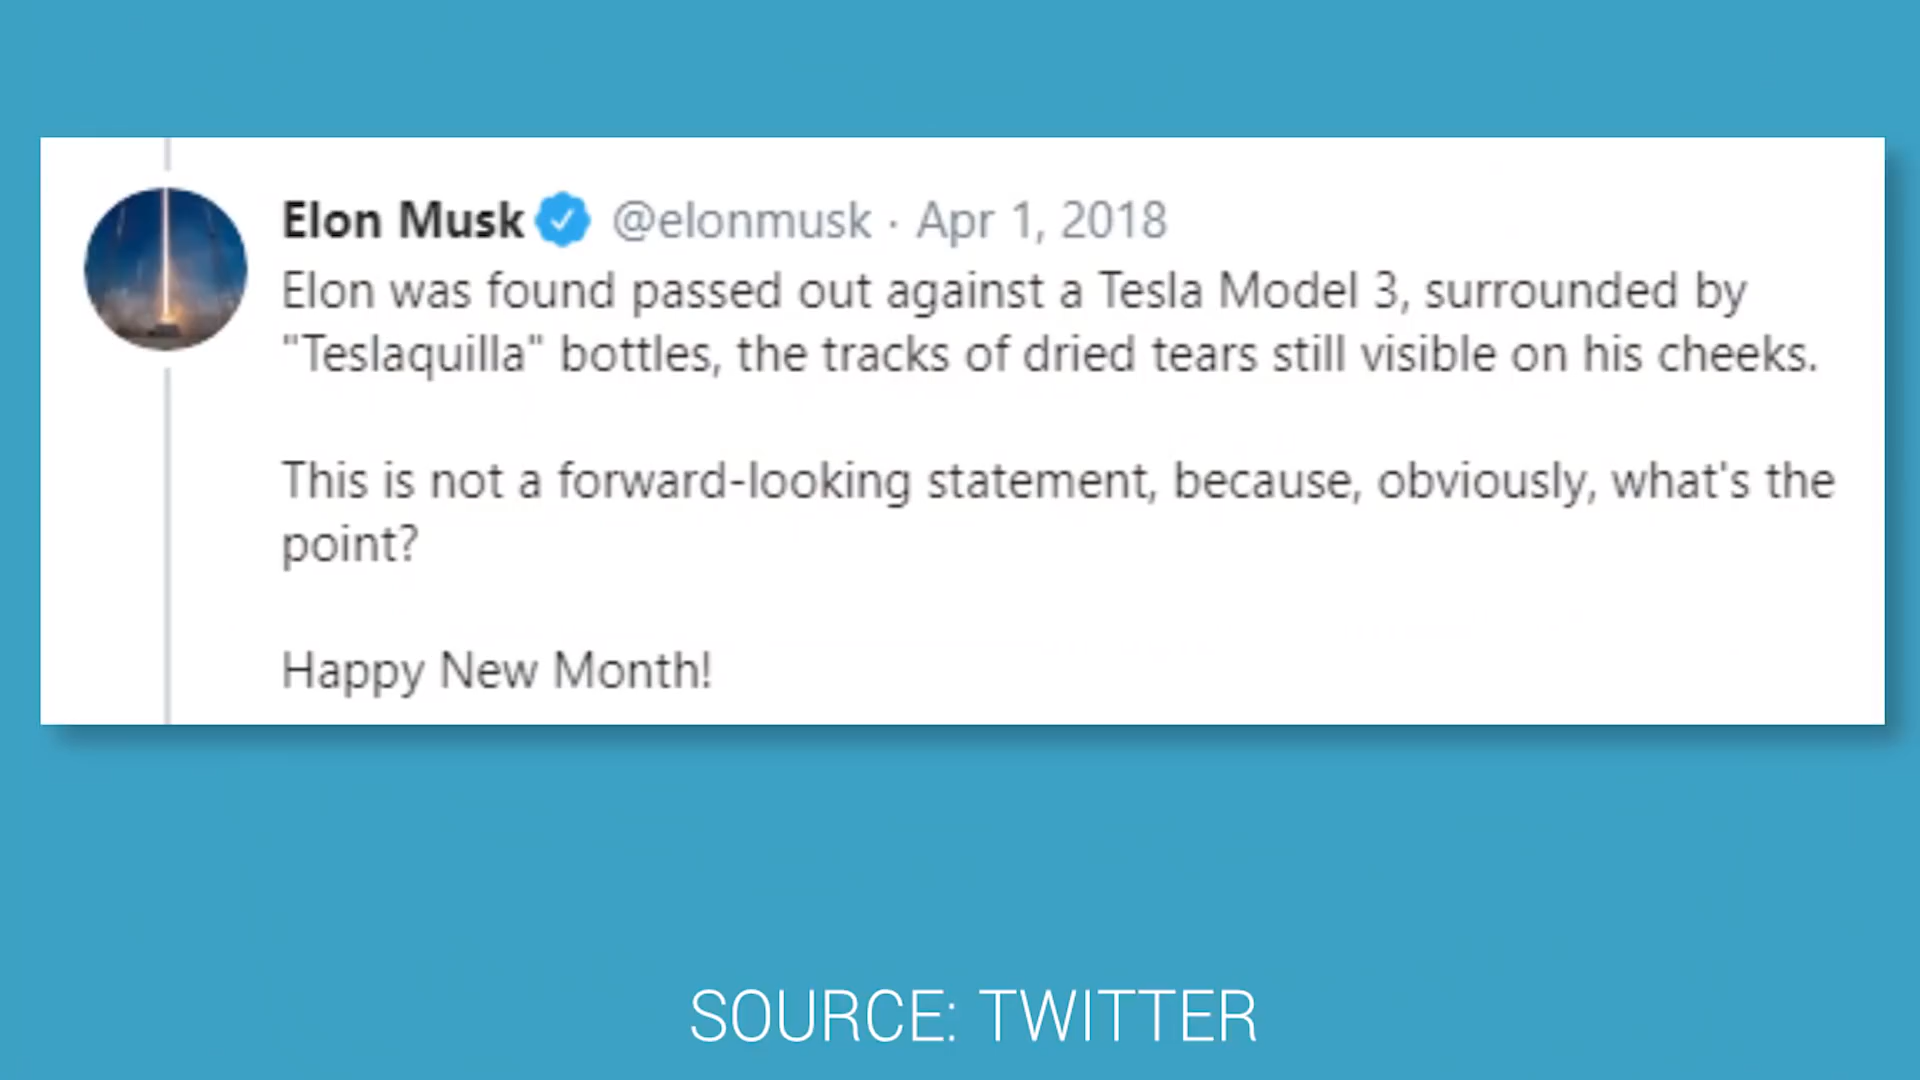 Elon Musk @elonmusk · Apr 1, 2018
Elon was found passed out against a Tesla Model 3, surrounded by
"Teslaquilla" bottles, the tracks of dried tears still visible on his cheeks.
This is not a forward-looking statement, because, obviously, what's the
point?
Happy New Month!
SOURCE: TWITTER